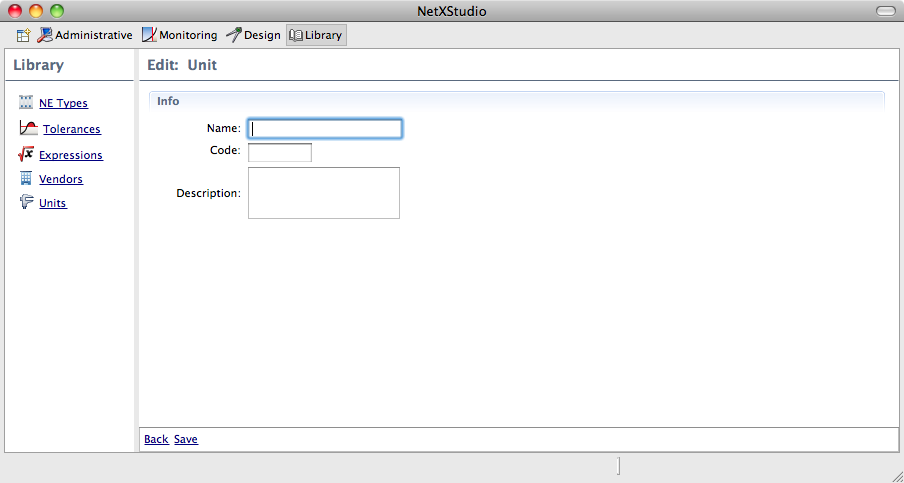 NetXStudio
Administrative Monitoring Design Library
Library
NE Types
Tolerances
Expressions
Vendors
Units
Edit: Unit
Info
Name:
Code:
Description:
Back Save